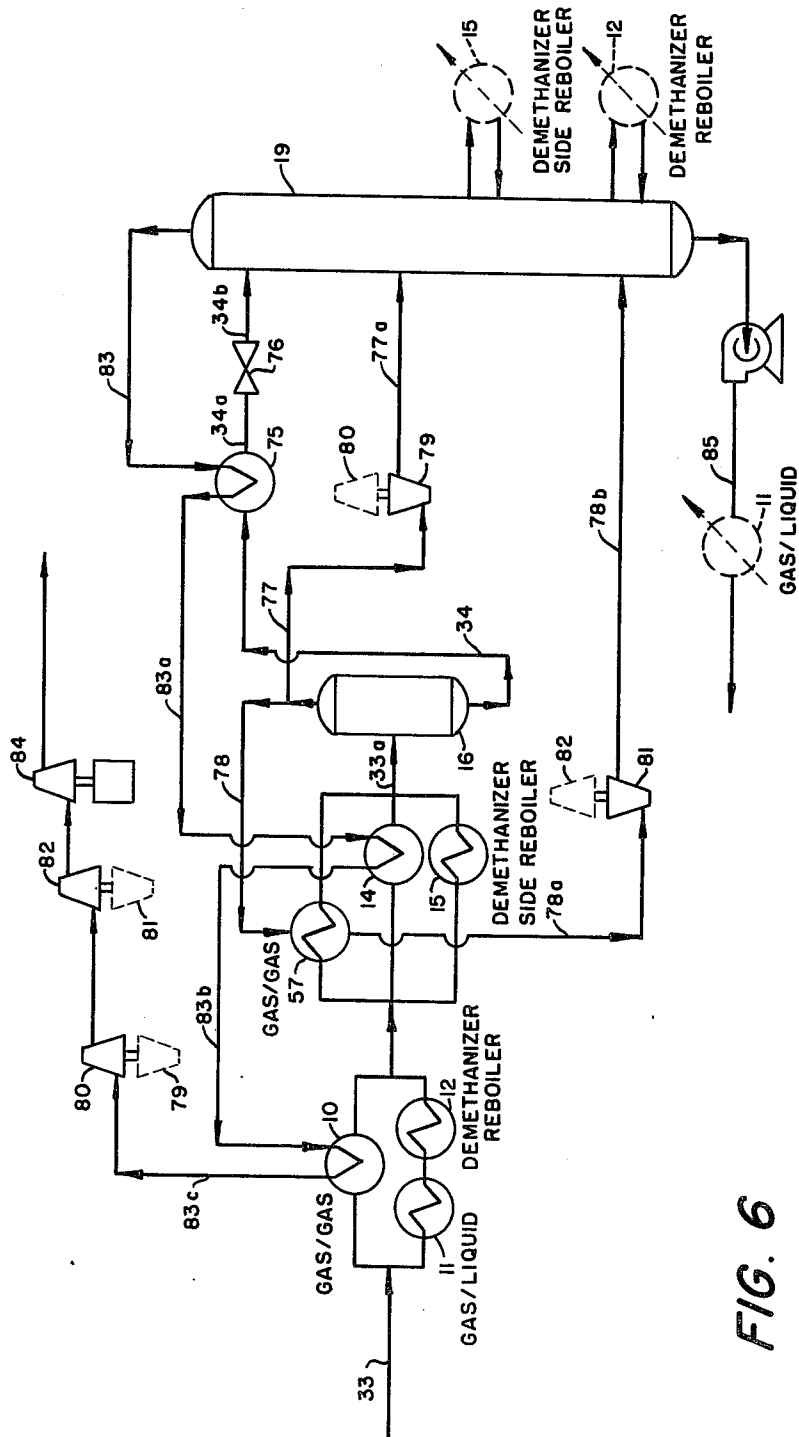 33
GAS/GAS
10
11
GAS/LIQUID
12
DEMETHANIZER
REBOILER
83c
83b
80
79
82
81
84
83a
GAS/GAS
57
14
15
DEMETHANIZER
SIDE REBOILER
33a
78
78a
16
34
77
80
79
77a
82
81
78b
83
75
34a
76
34b
19
15
DEMETHANIZER
SIDE REBOILER
12
DEMETHANIZER
REBOILER
85
11
GAS/LIQUID
FIG. 6